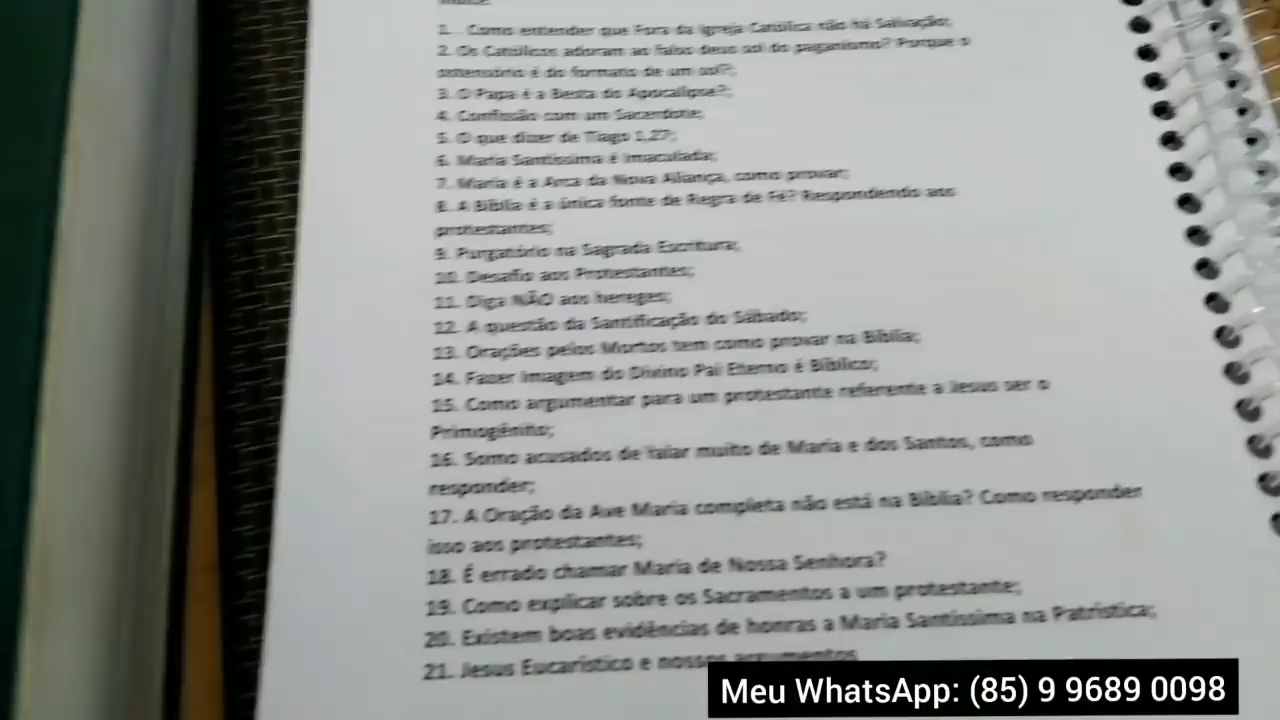 Índice:
1. . Como entender que Fora da Igreja Católica não há Salvação;
2. Os Católicos adoram ao falso deus sol do paganismo? Porque o
ostensório é do formato de um sol?;
3. O Papa é a Besta do Apocalipse?;
4. Confissão com um Sacerdote;
5. O que dizer de Tiago 1,27;
6. Maria Santíssima é Imaculada;
7. Maria é a Arca da Nova Aliança, como provar;
8. A Bíblia é a única fonte de Regra de Fé? Respondendo aos
protestantes;
9. Purgatório na Sagrada Escritura;
10. Desafio aos Protestantes;
11. Diga NÃO aos hereges;
12. A questão da Santificação do Sábado;
13. Orações pelos Mortos tem como provar na Bíblia;
14. Fazer Imagem do Divino Pai Eterno é Bíblico;
15. Como argumentar para um protestante referente a Jesus ser o
Primogênito;
16. Somo acusados de falar muito de Maria e dos Santos, como
responder;
17. A Oração da Ave Maria completa não está na Bíblia? Como responder
isso aos protestantes;
18. É errado chamar Maria de Nossa Senhora?
19. Como explicar sobre os Sacramentos a um protestante;
20. Existem boas evidências de honras a Maria Santíssima na Patrística;
21. Jesus Eucarístico e nossos argumentos
Meu WhatsApp: (85) 9 9689 0098